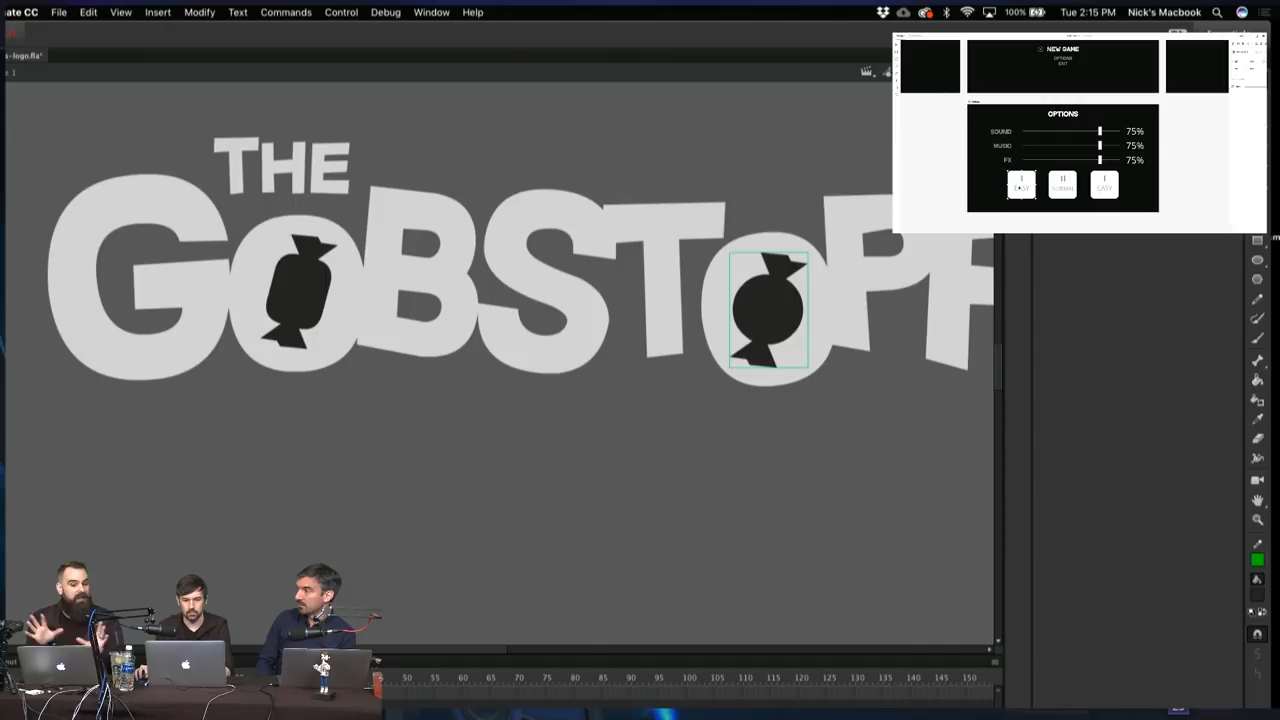 ate CC File Edit View Insert Modify Text Commands Control Debug Window Help 100% Tue 2:15 PM Nick's Macbook
s-logo.fla*
1
NEW GAME
OPTIONS
EXIT
OPTIONS
SOUND 75%
MUSIC 75%
FX 75%
I II I
EASY NORMAL EASY
THE
GOBSTOPP
50 55 60 65 70 75 80 85 90 95 100 105 110 115 120 125 130 135 140 145 150